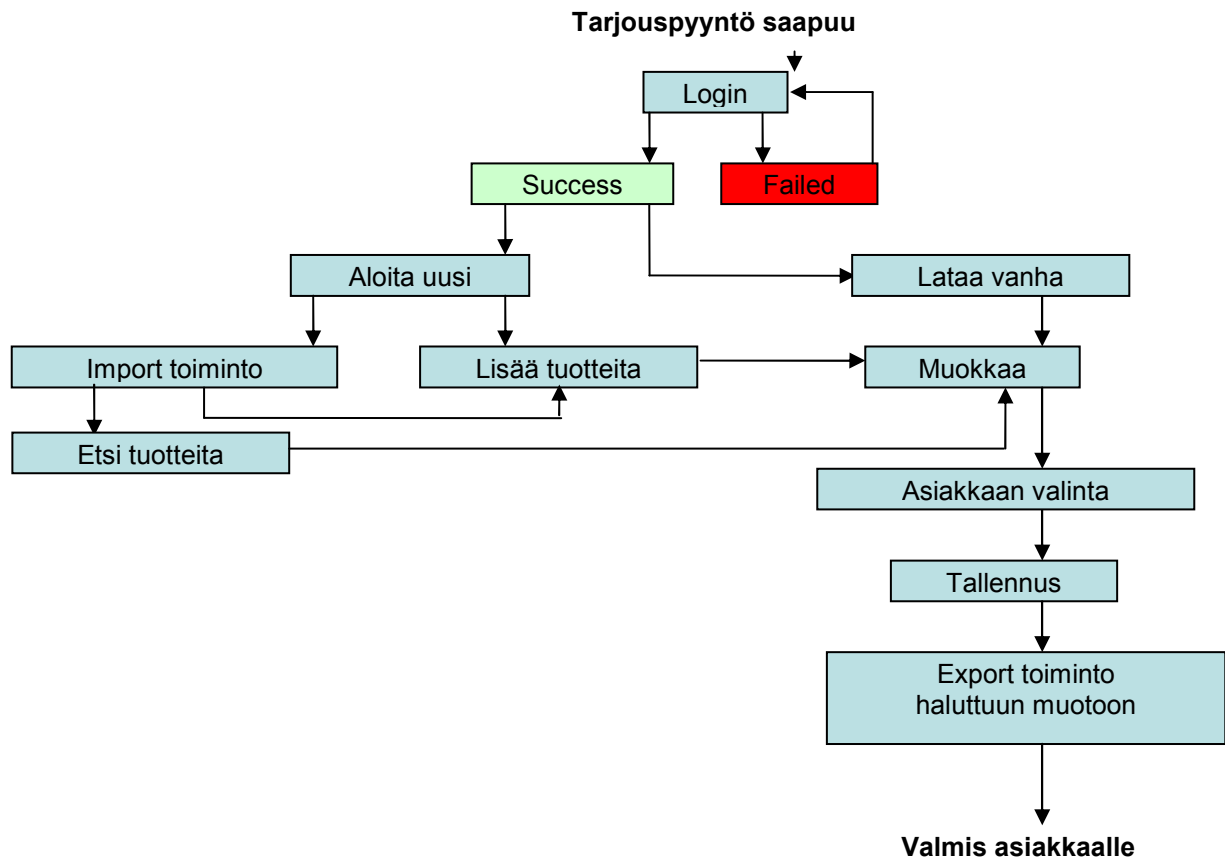 Tarjouspyyntö saapuu
Login
Success
Failed
Aloita uusi
Lataa vanha
Import toiminto
Lisää tuotteita
Muokkaa
Etsi tuotteita
Asiakkaan valinta
Tallennus
Export toiminto
haluttuun muotoon
Valmis asiakkaalle